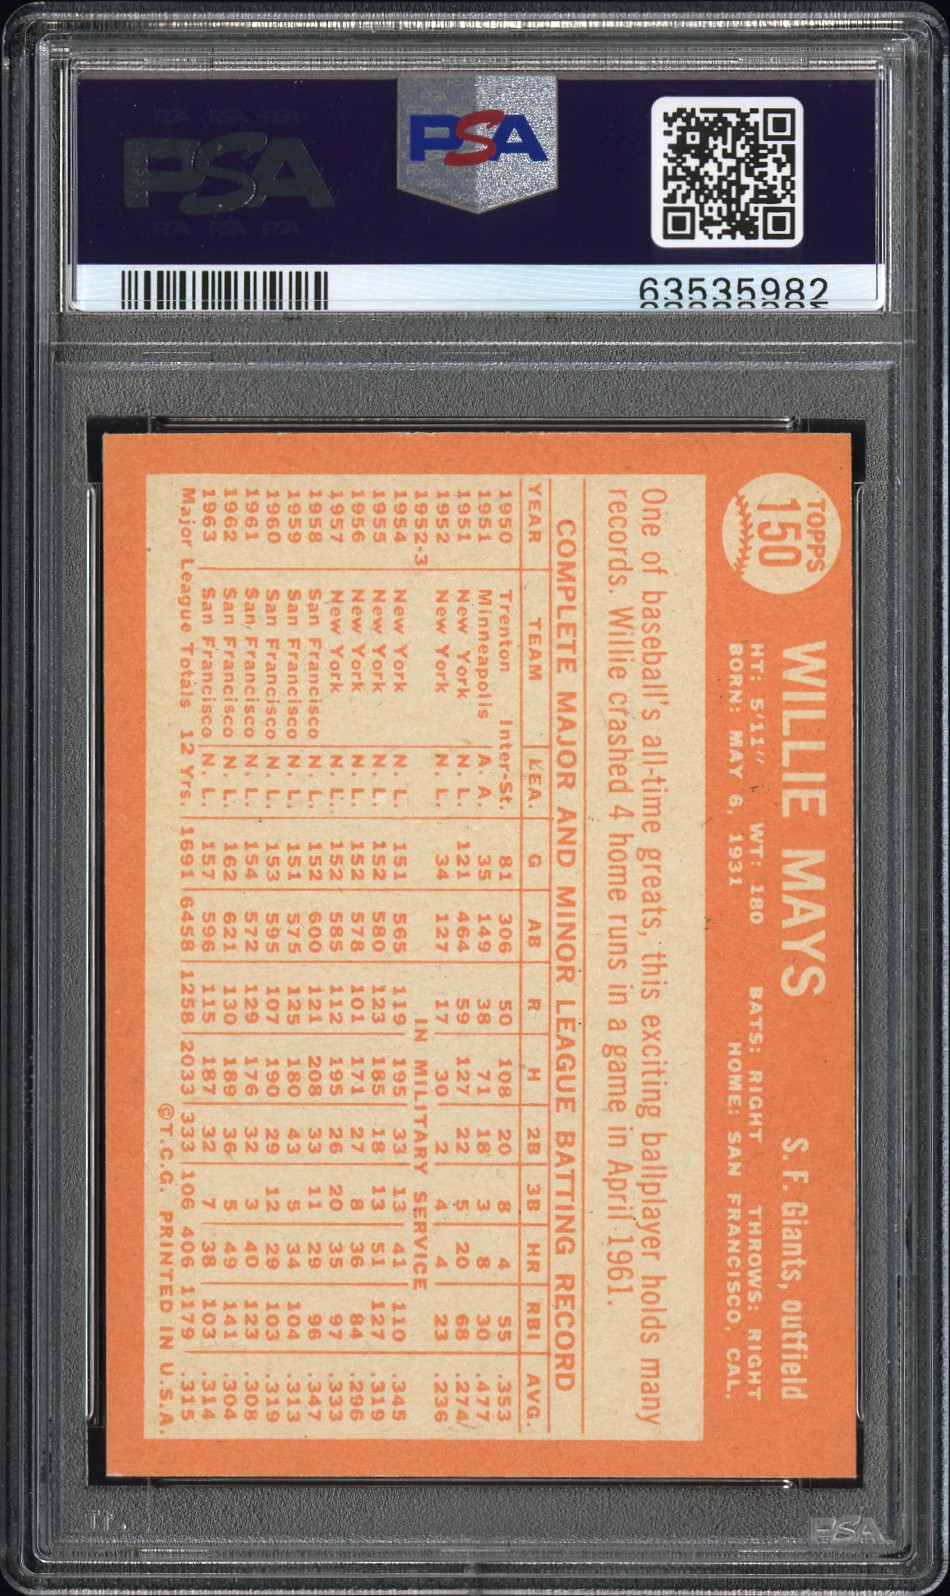 PSA PSA PSA
PSA
PSA PSA PSA
PSA
63535982
TOPPS
150
WILLIE MAYS
S. F. Giants, outfield
HT: 5'11" WT: 180 BATS: RIGHT THROWS: RIGHT
BORN: MAY 6, 1931 HOME: SAN FRANCISCO, CAL.
One of baseball's all-time greats, this exciting ballplayer holds many
records. Willie crashed 4 home runs in a game in April 1961.
COMPLETE MAJOR AND MINOR LEAGUE BATTING RECORD
YEAR TEAM LEA. G AB R H 2B 3B HR RBI AVG.
1950 Trenton Inter-St. 81 306 50 108 20 8 4 55 .353
1951 Minneapolis A. A. 35 149 38 71 18 3 8 30 .477
1951 New York N. L. 121 464 59 127 22 5 20 68 .274
1952 New York N. L. 34 127 17 30 2 4 4 23 .236
1952-3 IN MILITARY SERVICE
1954 New York N. L. 151 565 119 195 33 13 41 110 .345
1955 New York N. L. 152 580 123 185 18 13 51 127 .319
1956 New York N. L. 152 578 101 171 27 8 36 84 .296
1957 New York N. L. 152 585 112 195 26 20 35 97 .333
1958 San Francisco N. L. 152 600 121 208 33 11 29 96 .347
1959 San Francisco N. L. 151 575 125 180 43 5 34 104 .313
1960 San Francisco N. L. 153 595 107 190 29 12 29 103 .319
1961 San Francisco N. L. 154 572 129 176 32 3 40 123 .308
1962 San Francisco N. L. 162 621 130 189 36 5 49 141 .304
1963 San Francisco N. L. 157 596 115 187 32 7 38 103 .314
Major League Totals 12 Yrs. 1691 6458 1258 2033 333 106 406 1179 .315
©T.C.G. PRINTED IN U.S.A.
PSA